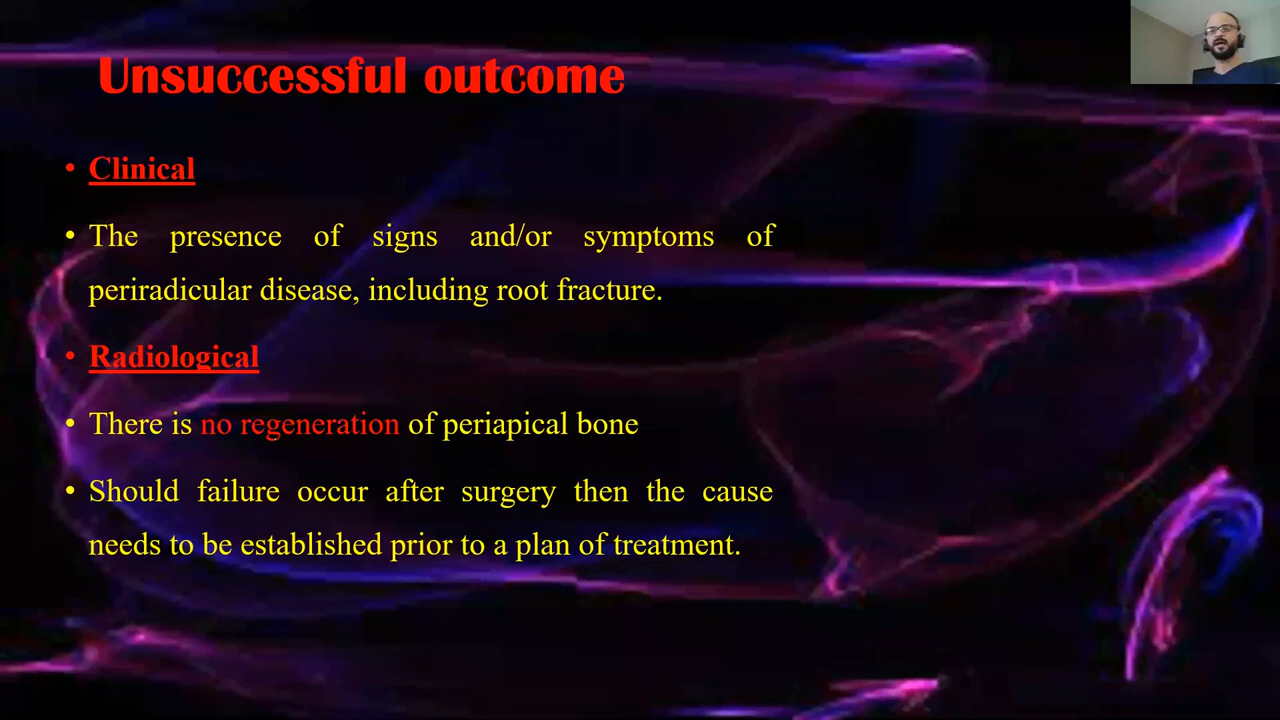 Unsuccessful outcome
• Clinical
• The presence of signs and/or symptoms of
periradicular disease, including root fracture.
• Radiological
• There is no regeneration of periapical bone
• Should failure occur after surgery then the cause
needs to be established prior to a plan of treatment.